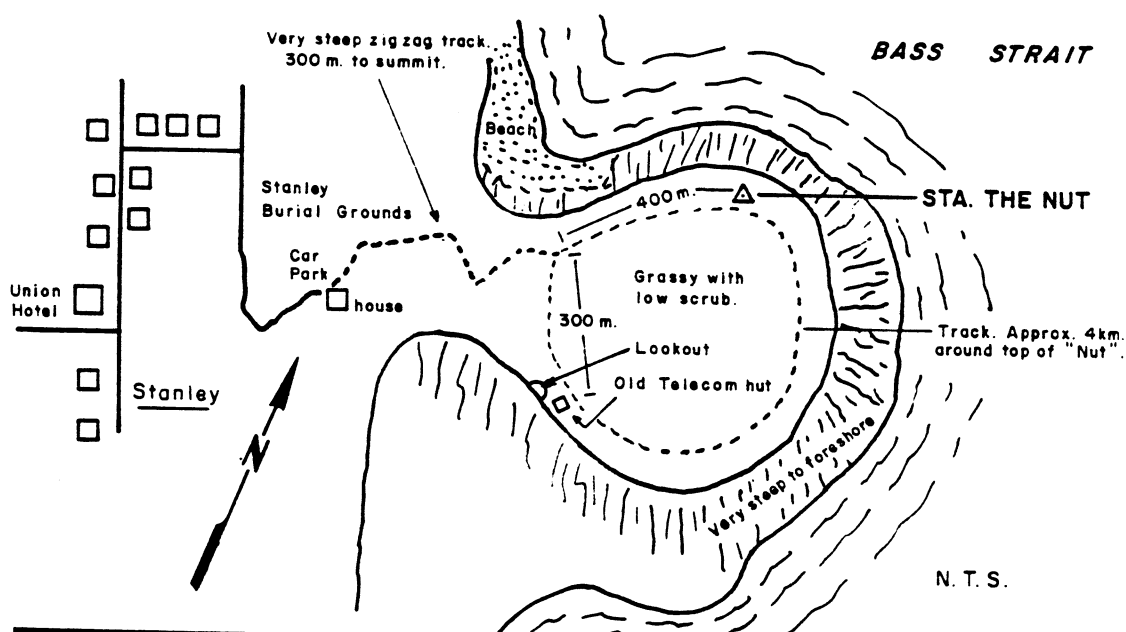 Very steep zigzag track.
300 m. to summit.
BASS STRAIT
Beach
Stanley
Burial Grounds
400 m.
STA. THE NUT
Car
Park
house
Grassy with
low scrub.
Union
Hotel
300 m.
Track. Approx. 4km.
around top of "Nut".
Lookout
Old Telecom hut
Stanley
N
Very steep to foreshore
N.T.S.